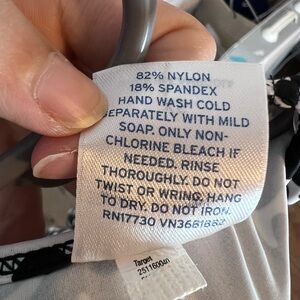 82% NYLON
18% SPANDEX
HAND WASH COLD
SEPARATELY WITH MILD
SOAP. ONLY NON-
CHLORINE BLEACH IF
NEEDED. RINSE
THOROUGHLY. DO NOT
TWIST OR WRING. HANG
TO DRY. DO NOT IRON.
RN17730 VN36B1882
Target